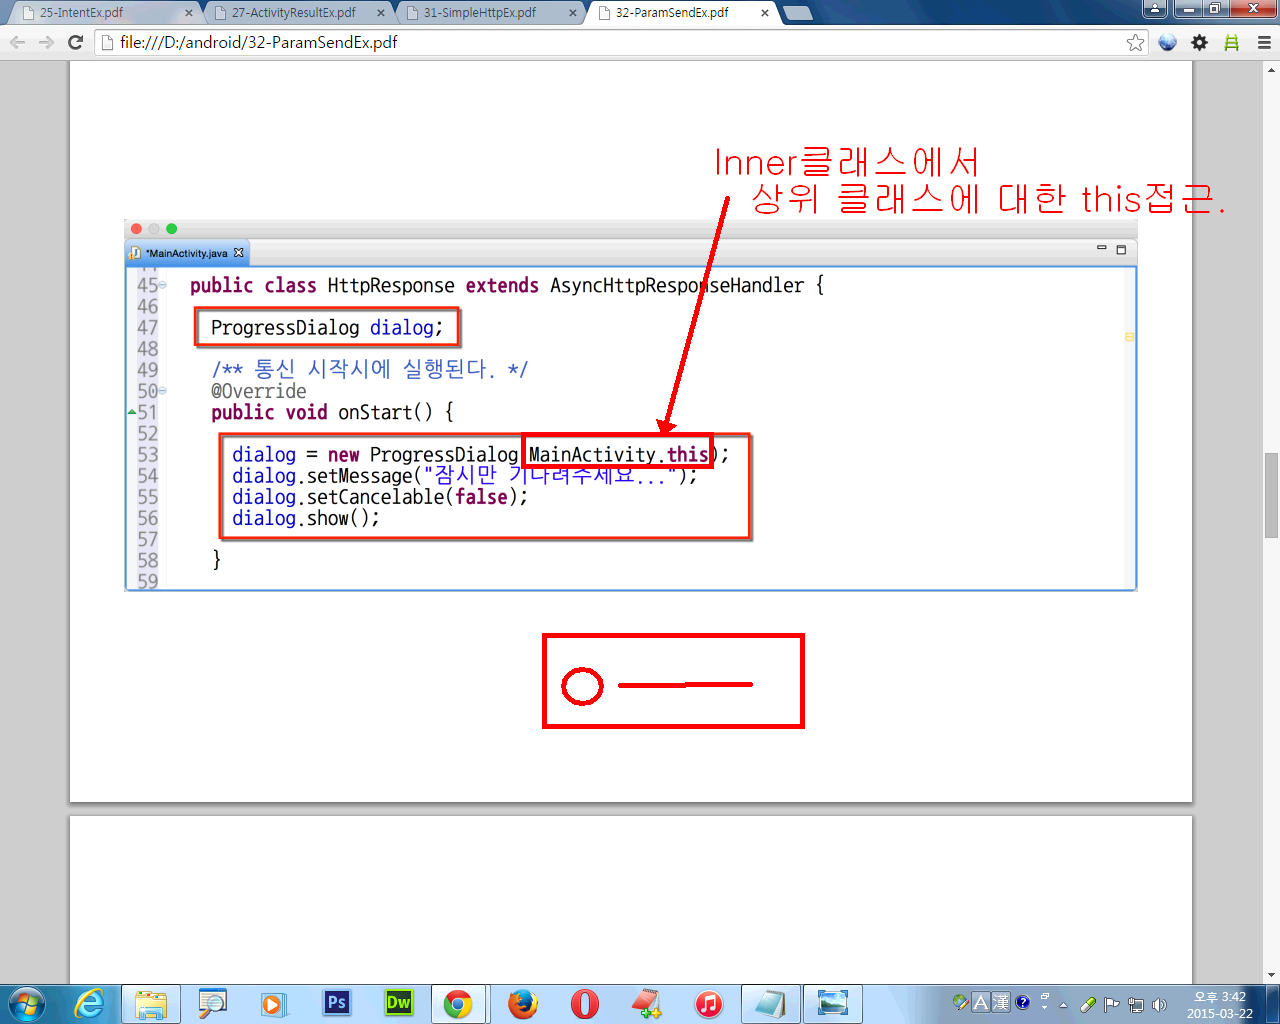 25-IntentEx.pdf
27-ActivityResultEx.pdf
31-SimpleHttpEx.pdf
32-ParamSendEx.pdf
file:///D:/android/32-ParamSendEx.pdf
Inner클래스에서
상위 클래스에 대한 this접근.
*MainActivity.java
45 public class HttpResponse extends AsyncHttpResponseHandler {
46
47 ProgressDialog dialog;
48
49 /** 통신 시작시에 실행된다. */
50 @Override
51 public void onStart() {
52
53 dialog = new ProgressDialog MainActivity.this);
54 dialog.setMessage("잠시만 기다려주세요...");
55 dialog.setCancelable(false);
56 dialog.show();
57
58 }
59
Ps
Dw
A 漢
오후 3:42
2015-03-22